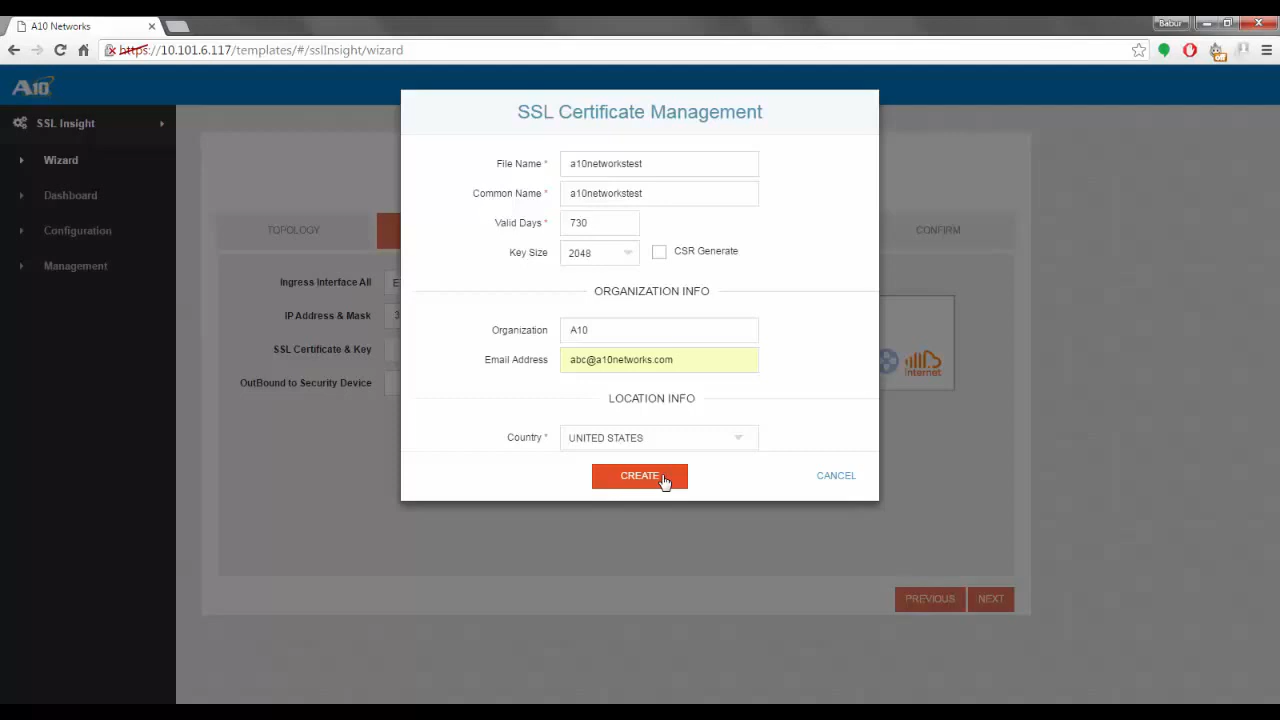 A10 Networks
Babur
https://10.101.6.117/templates/#/sslInsight/wizard
off
A10
SSL Insight
Wizard
Dashboard
Configuration
Management
TOPOLOGY
CONFIRM
Ingress Interface All
E
IP Address & Mask
3
SSL Certificate & Key
OutBound to Security Device
Internet
PREVIOUS
NEXT
SSL Certificate Management
File Name * a10networkstest
Common Name * a10networkstest
Valid Days * 730
Key Size 2048 CSR Generate
ORGANIZATION INFO
Organization A10
Email Address abc@a10networks.com
LOCATION INFO
Country * UNITED STATES
CREATE
CANCEL